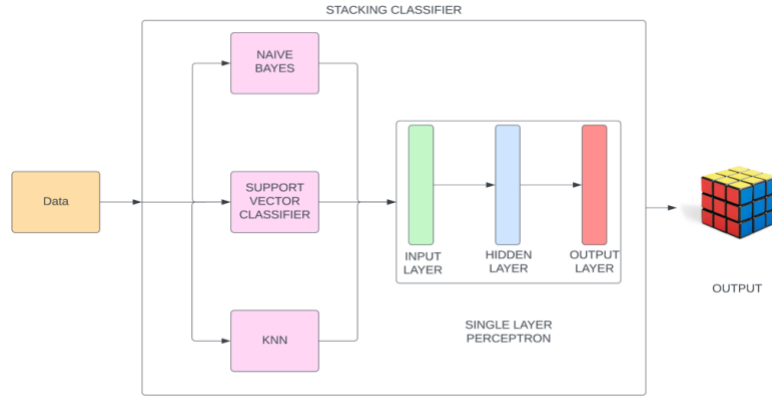 STACKING CLASSIFIER
NAIVE
BAYES
Data
SUPPORT
VECTOR
CLASSIFIER
KNN
INPUT
LAYER
HIDDEN
LAYER
OUTPUT
LAYER
SINGLE LAYER
PERCEPTRON
OUTPUT